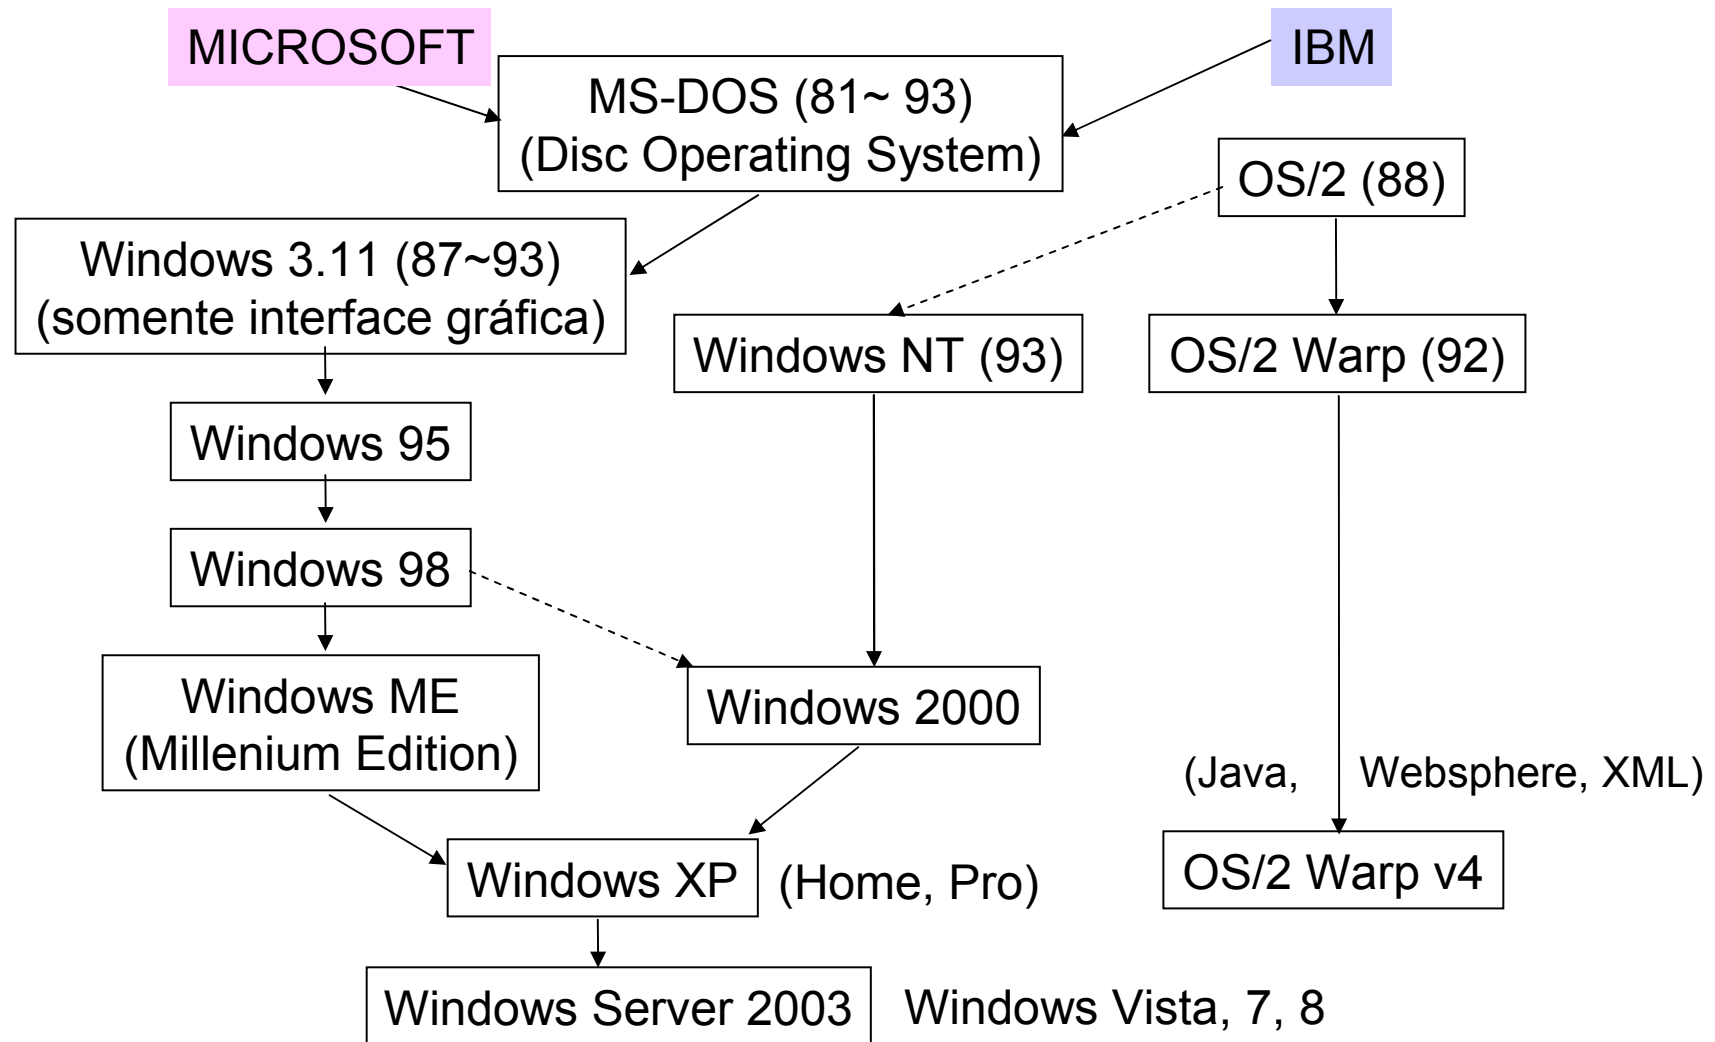 MICROSOFT
IBM
MS-DOS (81~ 93)
(Disc Operating System)
OS/2 (88)
Windows 3.11 (87~93)
(somente interface gráfica)
Windows NT (93)
OS/2 Warp (92)
Windows 95
Windows 98
Windows ME
(Millenium Edition)
Windows 2000
(Java, Websphere, XML)
Windows XP
(Home, Pro)
OS/2 Warp v4
Windows Server 2003
Windows Vista, 7, 8